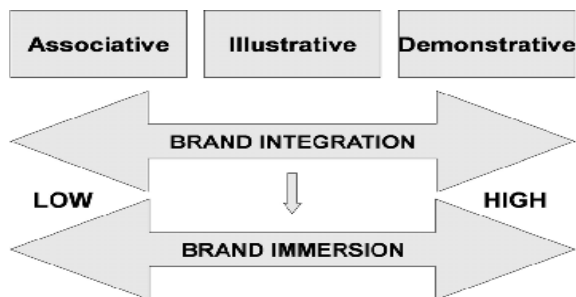 Associative
Illustrative
Demonstrative
BRAND INTEGRATION
LOW
HIGH
BRAND IMMERSION